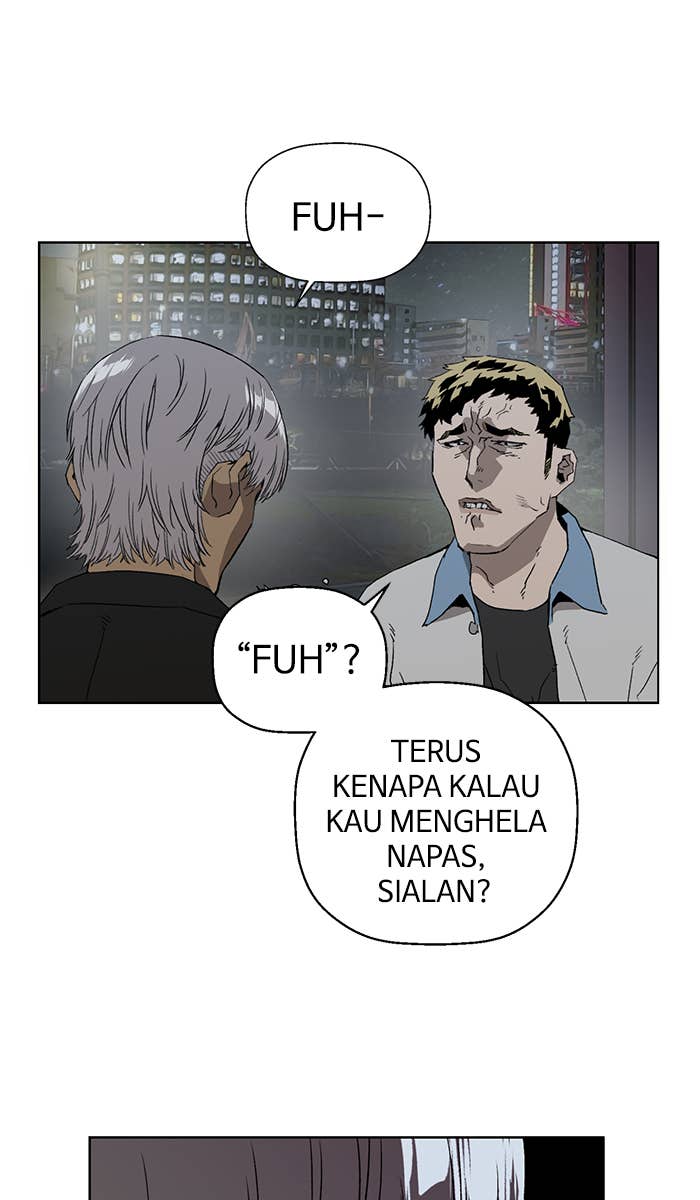 FUH-
“FUH”?
TERUS
KENAPA KALAU
KAU MENGHELA
NAPAS,
SIALAN?